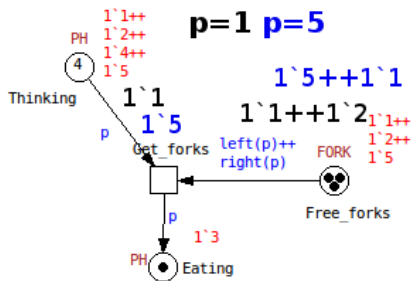 1`1++
1`2++
1`4++
1`5
p=1 p=5
PH
4
Thinking
1`5++1`1
1`1
1`5
1`1++1`2
1`1++
1`2++
1`5
p
Get_forks
left(p)++
right(p)
FORK
Free_forks
p
1`3
PH
Eating